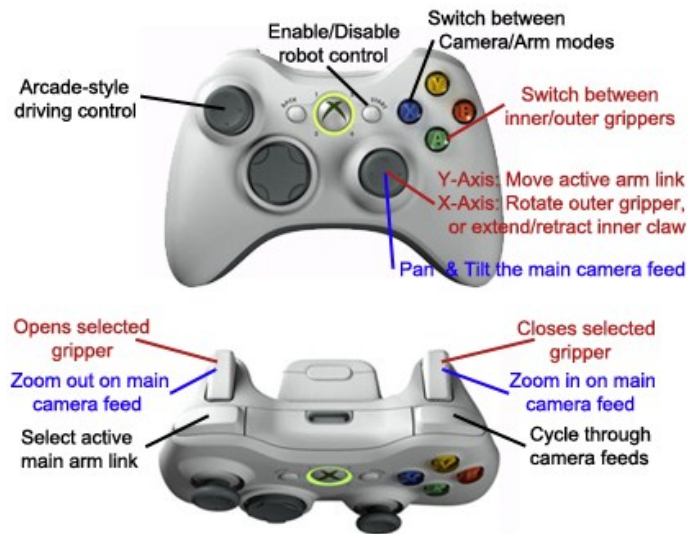 Enable/Disable
robot control
Switch between
Camera/Arm modes
Arcade-style
driving control
BACK
START
X
Y
B
A
Switch between
inner/outer grippers
Y-Axis: Move active arm link
X-Axis: Rotate outer gripper,
or extend/retract inner claw
Pan & Tilt the main camera feed
Opens selected
gripper
Zoom out on main
camera feed
Select active
main arm link
Closes selected
gripper
Zoom in on main
camera feed
Cycle through
camera feeds